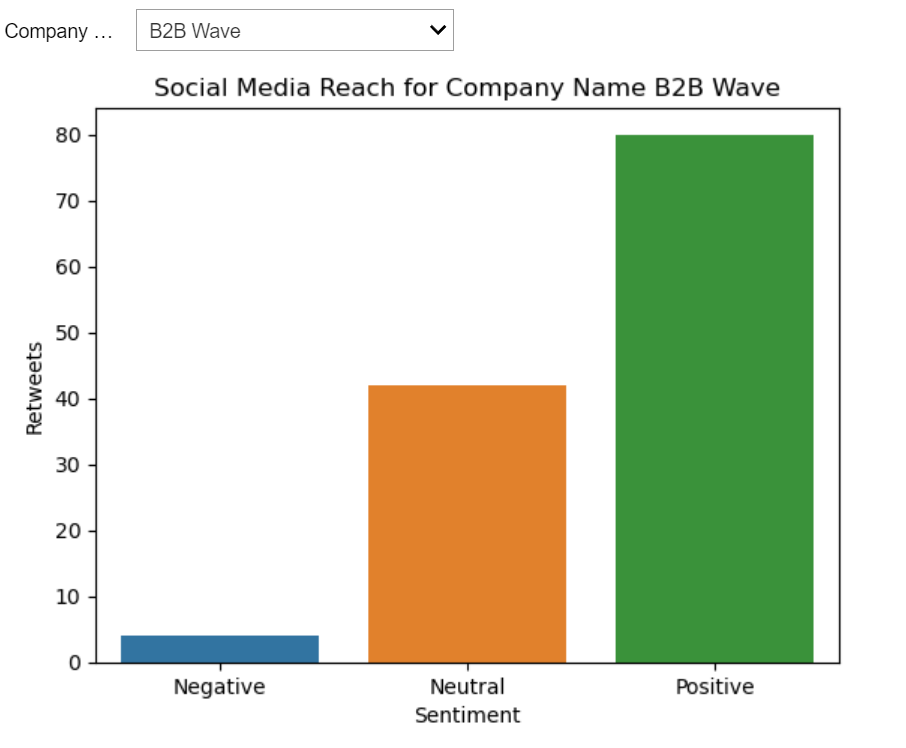 Company ...
B2B Wave
Social Media Reach for Company Name B2B Wave
80
70
60
50
40
30
20
10
0
Retweets
Negative
Neutral
Positive
Sentiment